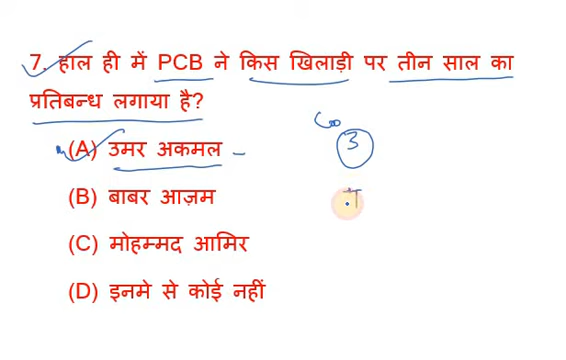 7. हाल ही में PCB ने किस खिलाड़ी पर तीन साल का
प्रतिबन्ध लगाया है?
(A) उमर अकमल
(B) बाबर आज़म
(C) मोहम्मद आमिर
(D) इनमे से कोई नहीं
3